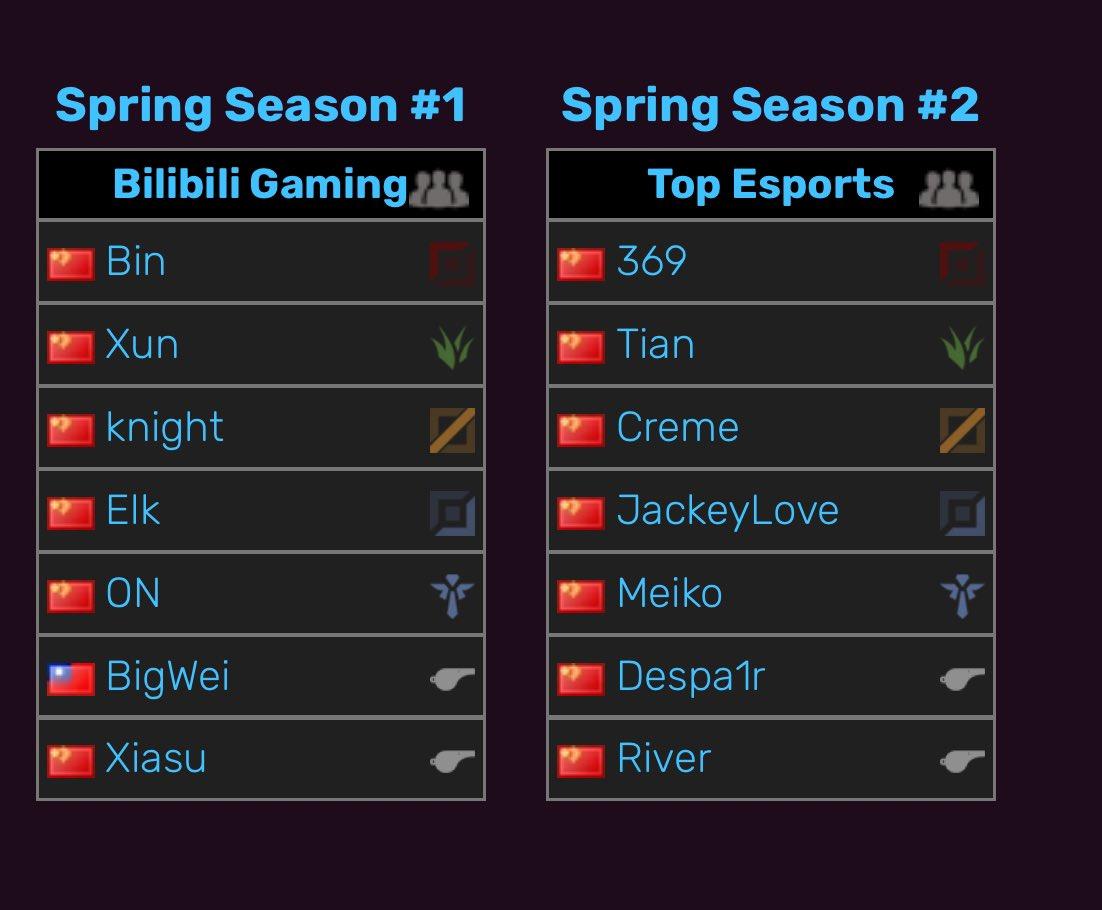 Spring Season #1
Bilibili Gaming
Bin
Xun
knight
Elk
ON
BigWei
Xiasu
Spring Season #2
Top Esports
369
Tian
Creme
JackeyLove
Meiko
Despa1r
River